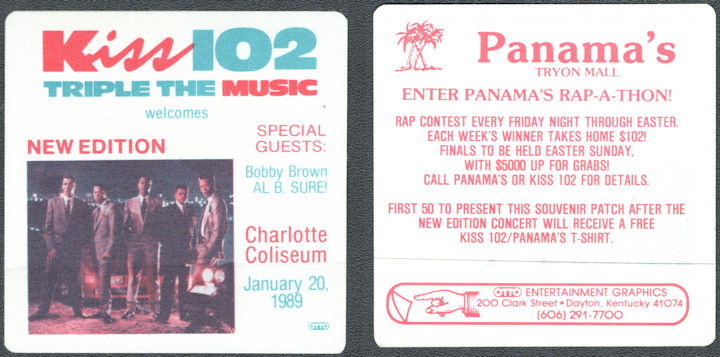 Kiss 102
TRIPLE THE MUSIC
welcomes
NEW EDITION
SPECIAL
GUESTS:
Bobby Brown
AL B. SURE!
Charlotte
Coliseum
January 20,
1989
OTTO
Panama's
TRYON MALL
ENTER PANAMA'S RAP-A-THON!
RAP CONTEST EVERY FRIDAY NIGHT THROUGH EASTER.
EACH WEEK'S WINNER TAKES HOME $102!
FINALS TO BE HELD EASTER SUNDAY,
WITH $5000 UP FOR GRABS!
CALL PANAMA'S OR KISS 102 FOR DETAILS.
FIRST 50 TO PRESENT THIS SOUVENIR PATCH AFTER THE
NEW EDITION CONCERT WILL RECEIVE A FREE
KISS 102/PANAMA'S T-SHIRT.
OTTO ENTERTAINMENT GRAPHICS
200 Clark Street • Dayton, Kentucky 41074
(606) 291-7700